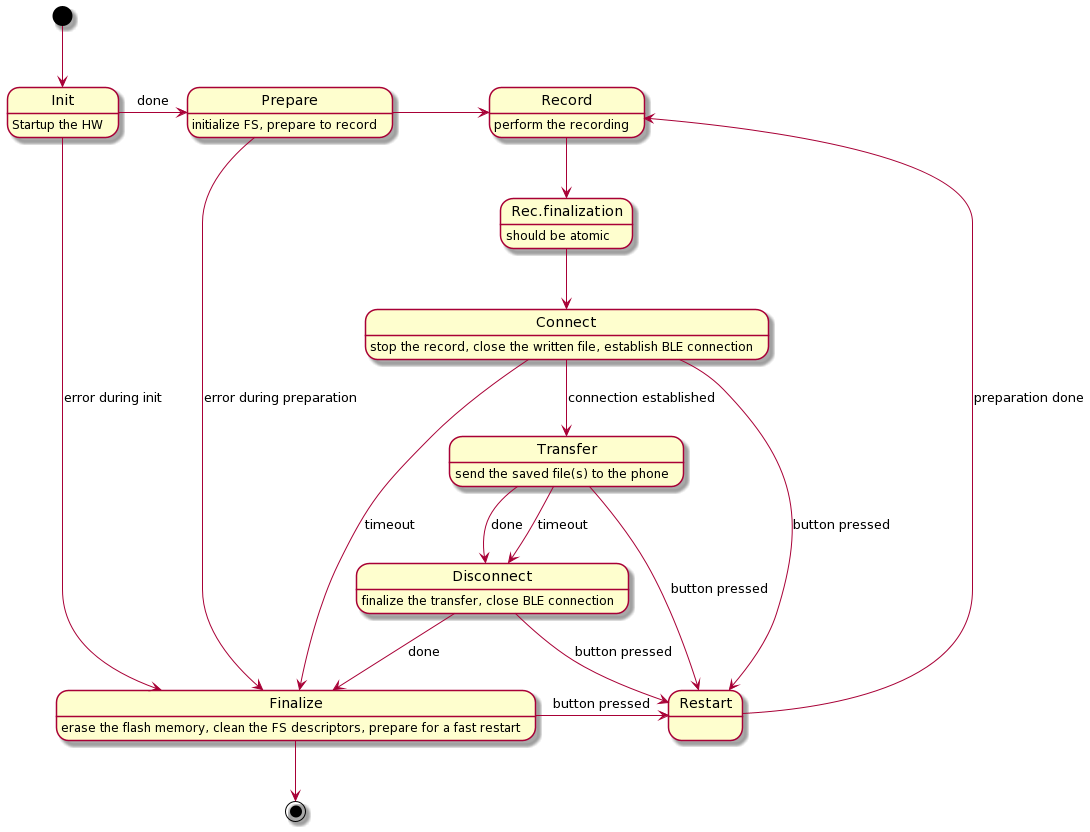 Init
Startup the HW
done
Prepare
initialize FS, prepare to record
Record
perform the recording
Rec.finalization
should be atomic
Connect
stop the record, close the written file, establish BLE connection
error during init
error during preparation
connection established
preparation done
Transfer
send the saved file(s) to the phone
timeout
done
timeout
button pressed
Disconnect
finalize the transfer, close BLE connection
button pressed
done
button pressed
Finalize
erase the flash memory, clean the FS descriptors, prepare for a fast restart
button pressed
Restart